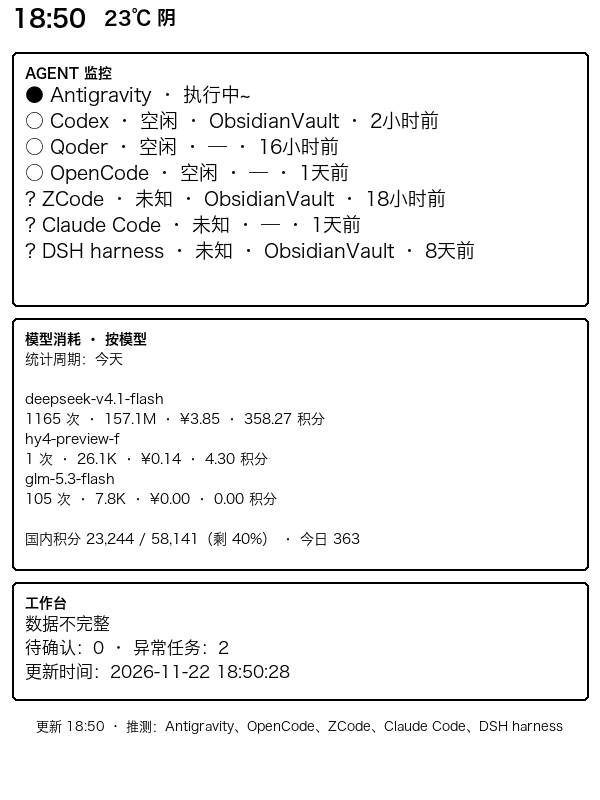 18:50 23℃ 阴
AGENT 监控
● Antigravity · 执行中~
○ Codex · 空闲 · ObsidianVault · 2小时前
○ Qoder · 空闲 · — · 16小时前
○ OpenCode · 空闲 · — · 1天前
? ZCode · 未知 · ObsidianVault · 18小时前
? Claude Code · 未知 · — · 1天前
? DSH harness · 未知 · ObsidianVault · 8天前
模型消耗 · 按模型
统计周期：今天
deepseek-v4.1-flash
1165 次 · 157.1M · ¥3.85 · 358.27 积分
hy4-preview-f
1 次 · 26.1K · ¥0.14 · 4.30 积分
glm-5.3-flash
105 次 · 7.8K · ¥0.00 · 0.00 积分
国内积分 23,244 / 58,141（剩 40%） · 今日 363
工作台
数据不完整
待确认：0 · 异常任务：2
更新时间：2026-11-22 18:50:28
更新 18:50 · 推测：Antigravity、OpenCode、ZCode、Claude Code、DSH harness